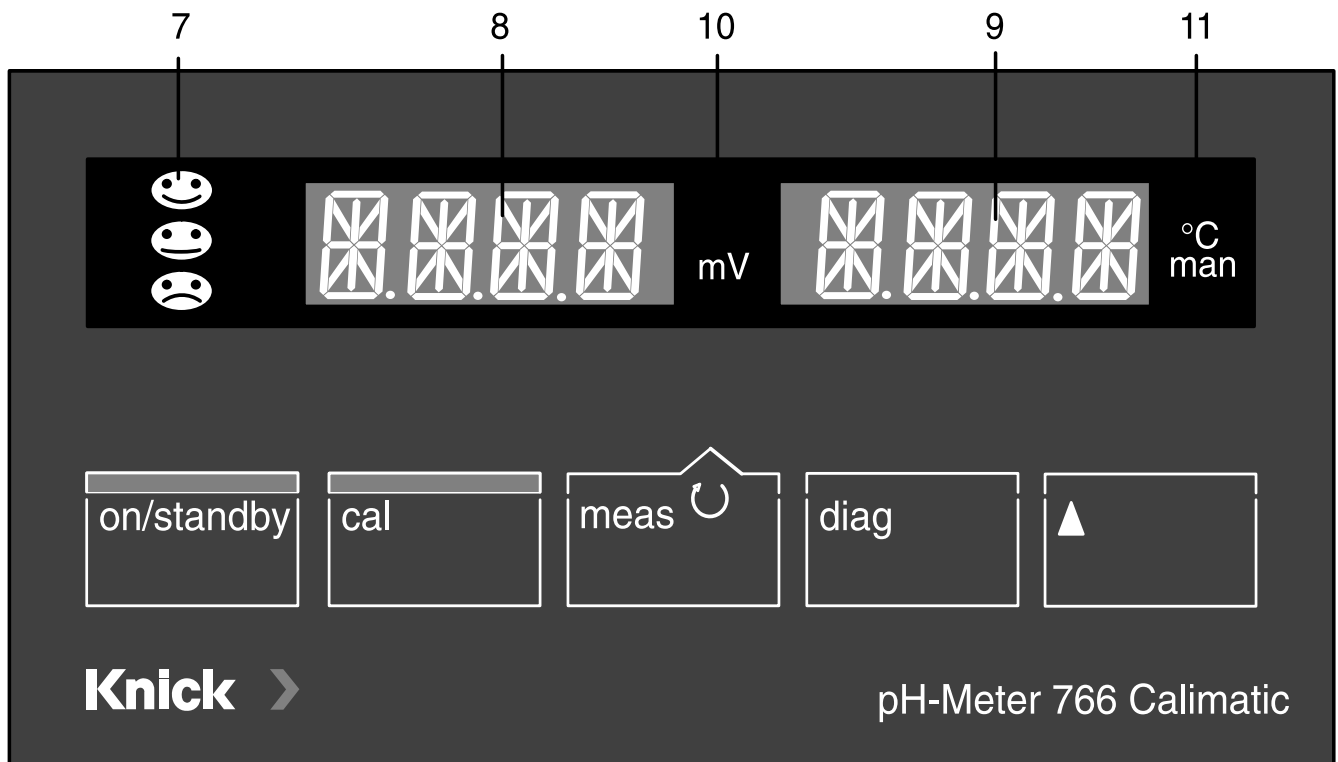 7 8 10 9 11
mV °C
man
on/standby cal meas diag
Knick
pH-Meter 766 Calimatic